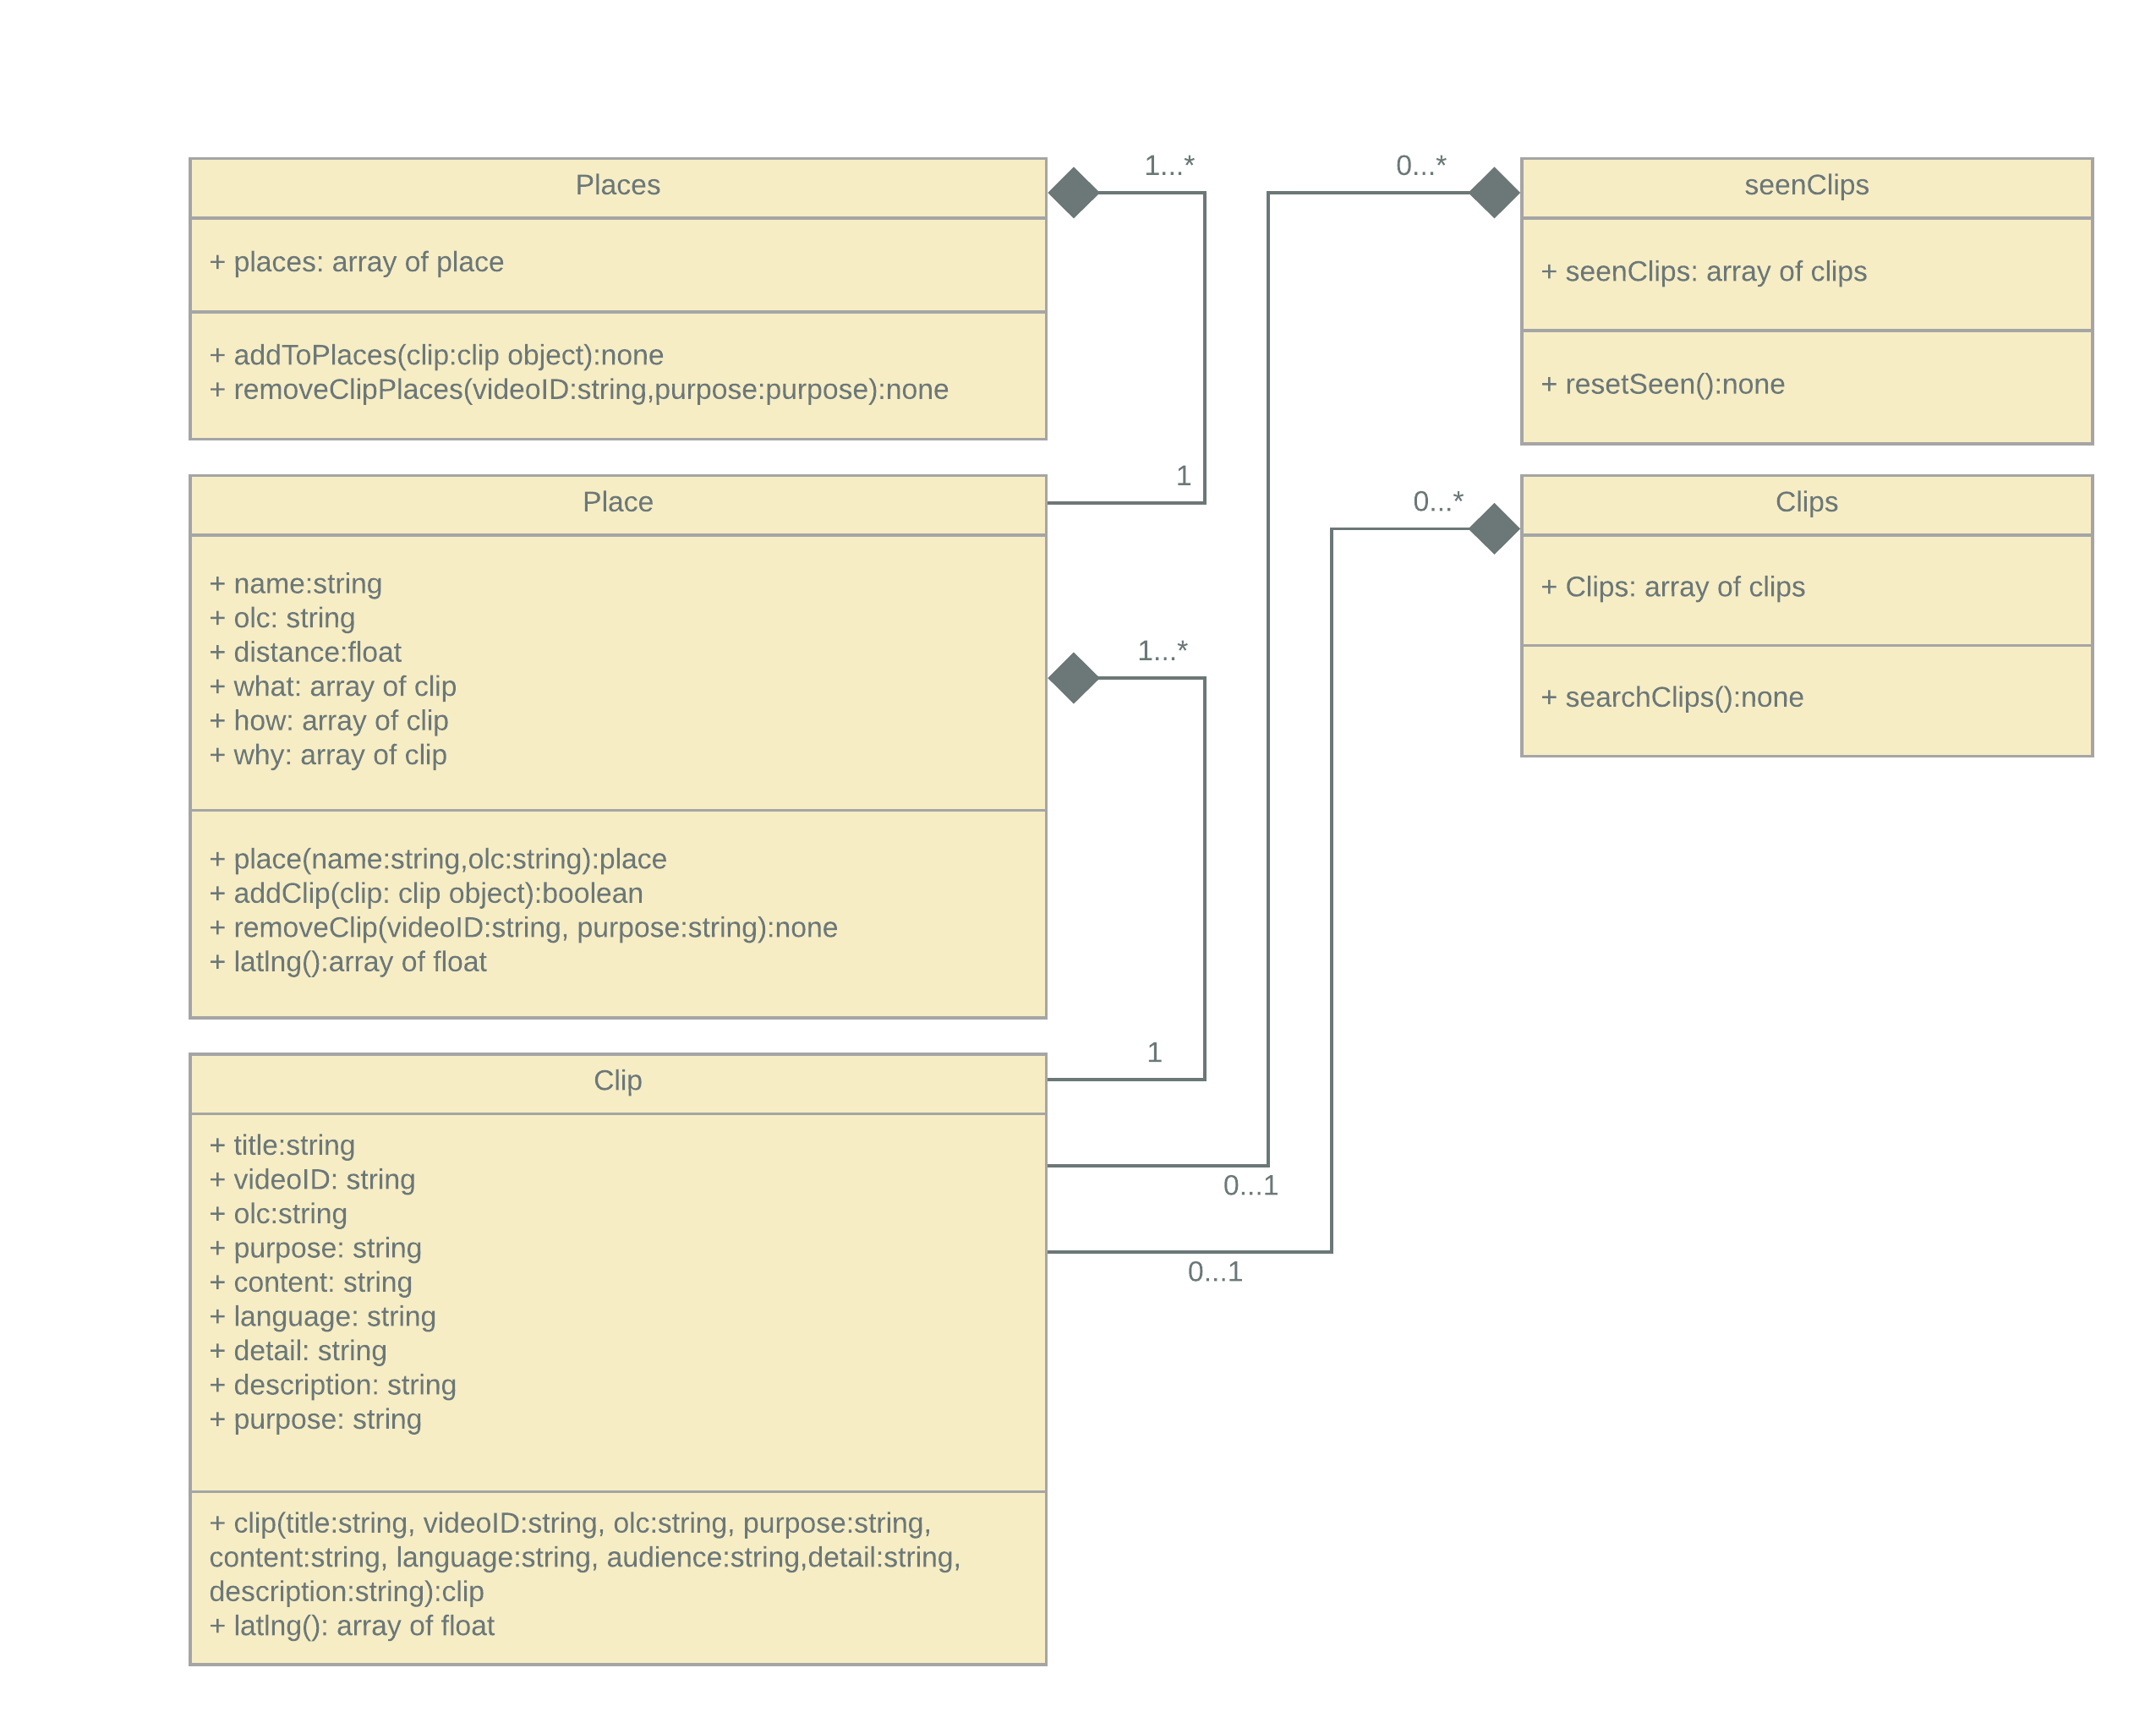 Places
+ places: array of place
+ addToPlaces(clip:clip object):none
+ removeClipPlaces(videoID:string,purpose:purpose):none
1...*
1
Place
+ name:string
+ olc: string
+ distance:float
+ what: array of clip
+ how: array of clip
+ why: array of clip
+ place(name:string,olc:string):place
+ addClip(clip: clip object):boolean
+ removeClip(videoID:string, purpose:string):none
+ latlng():array of float
1...*
1
Clip
+ title:string
+ videoID: string
+ olc:string
+ purpose: string
+ content: string
+ language: string
+ detail: string
+ description: string
+ purpose: string
+ clip(title:string, videoID:string, olc:string, purpose:string,
content:string, language:string, audience:string,detail:string,
description:string):clip
+ latlng(): array of float
0...1
0...1
0...*
seenClips
+ seenClips: array of clips
+ resetSeen():none
0...*
Clips
+ Clips: array of clips
+ searchClips():none